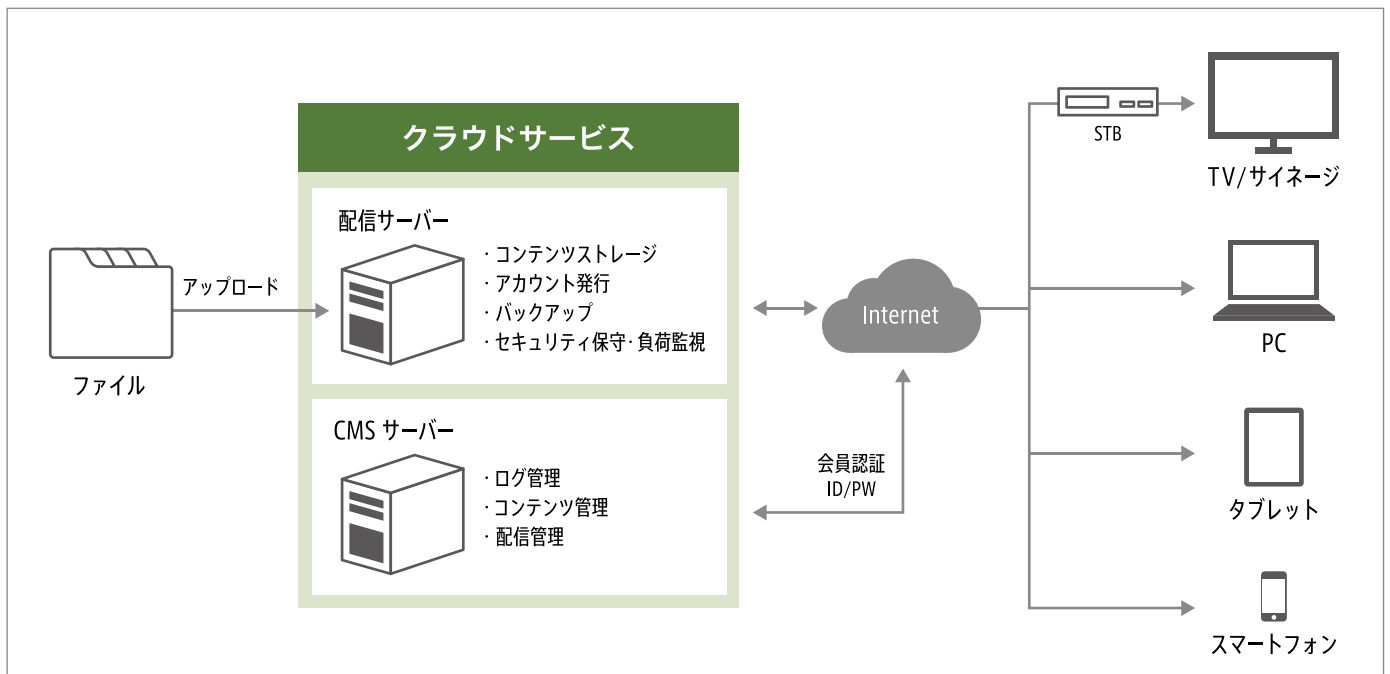 クラウドサービス
配信サーバー
・コンテンツストレージ
・アカウント発行
・バックアップ
・セキュリティ保守・負荷監視
アップロード
ファイル
CMS サーバー
・ログ管理
・コンテンツ管理
・配信管理
Internet
会員認証
ID/PW
STB
TV/サイネージ
PC
タブレット
スマートフォン